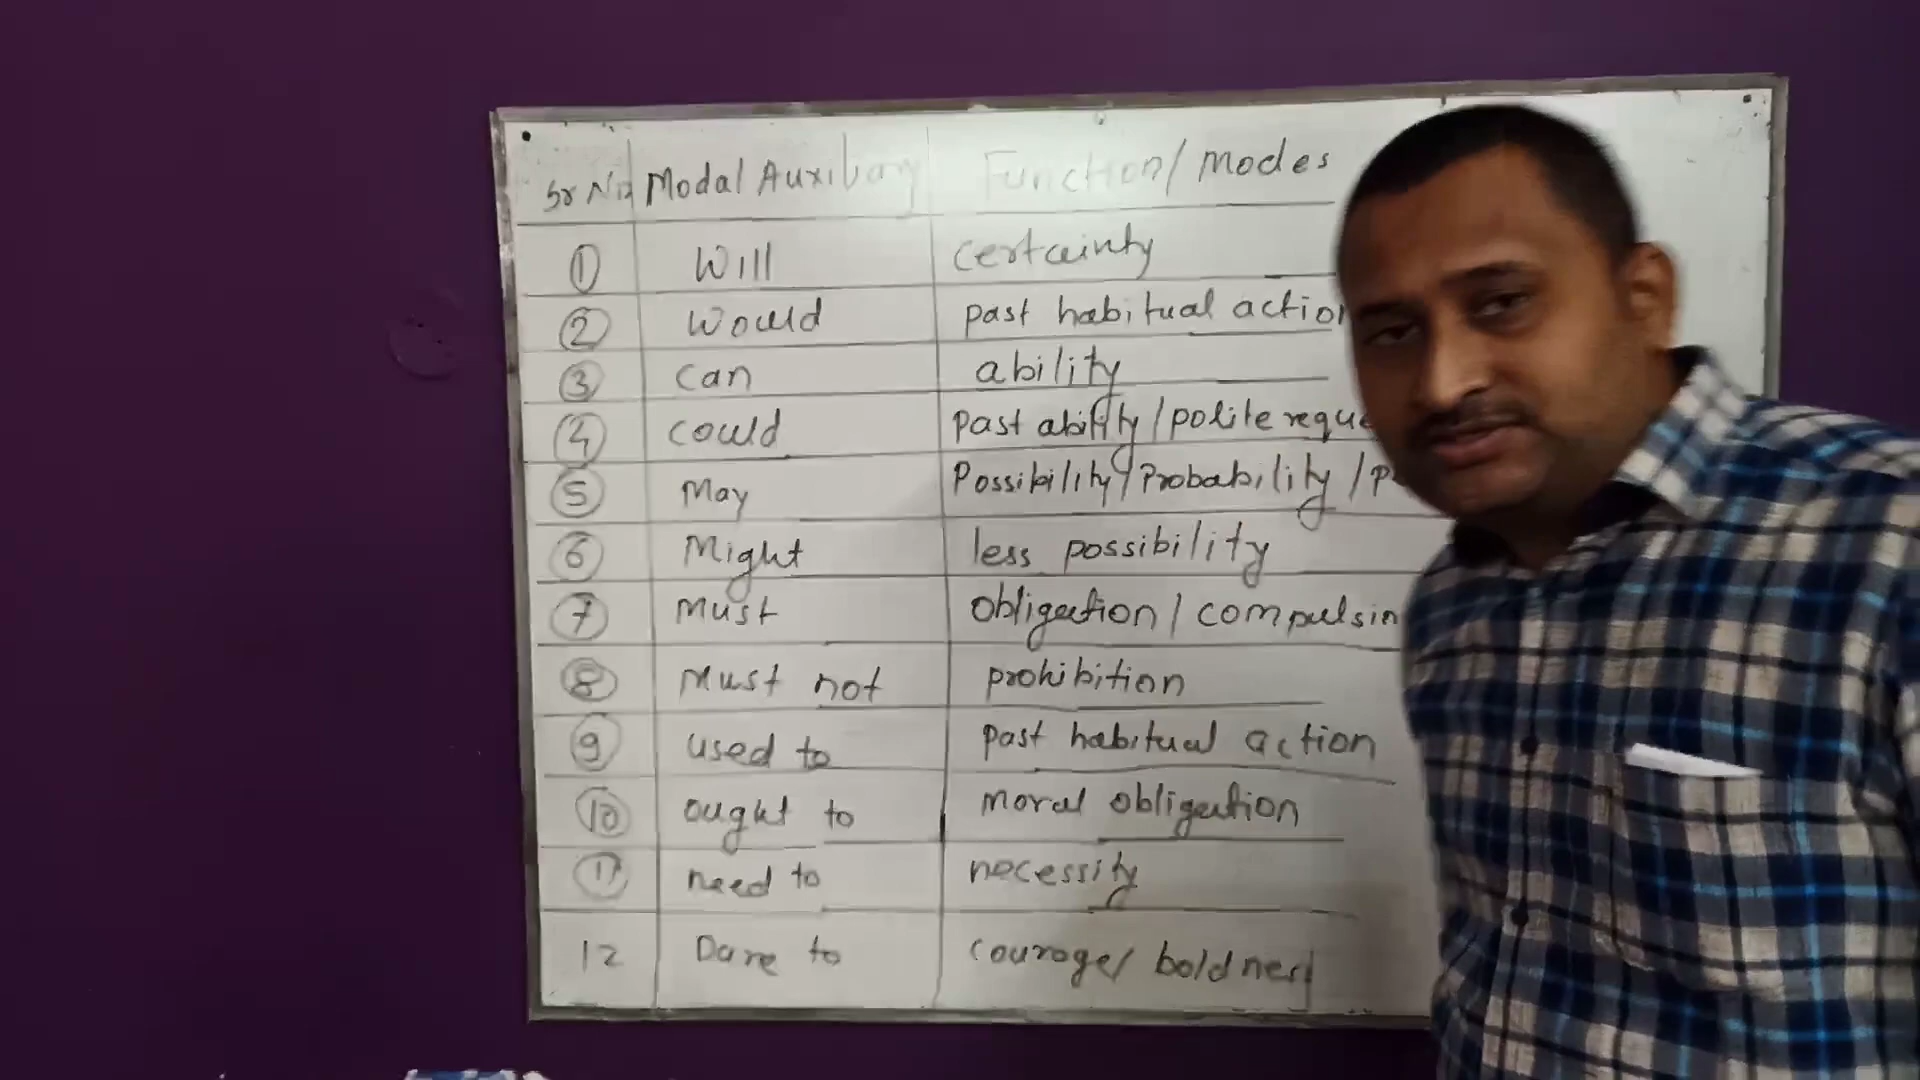 Sr No Modal Auxiliary Function/ Modes
① Will certainty
② Would past habitual action
③ can ability
④ could Past ability/polite reque
⑤ May Possibility/Probability/p
⑥ Might less possibility
⑦ Must obligation/ compulsin
⑧ Must not prohibition
⑨ used to past habitual action
⑩ ought to moral obligation
⑪ need to necessity
12 Dare to courage/ boldness